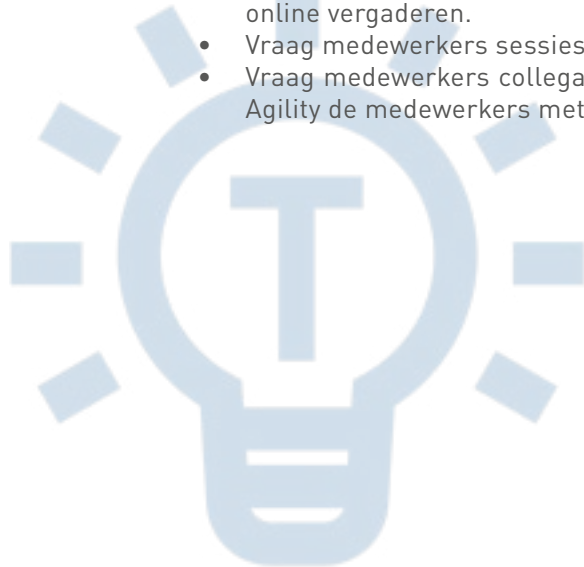 online vergaderen.
• Vraag medewerkers sessies
• Vraag medewerkers collega
Agility de medewerkers met
T